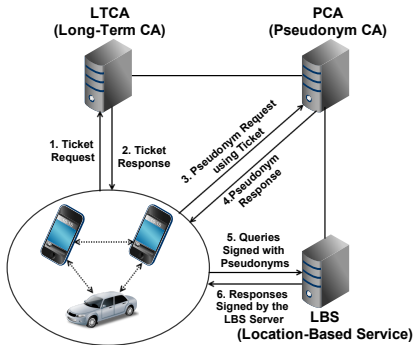 LTCA
(Long-Term CA)
PCA
(Pseudonym CA)
1. Ticket
Request
2. Ticket
Response
3. Pseudonym Request
using Ticket
4.Pseudonym
Response
5. Queries
Signed with
Pseudonyms
6. Responses
Signed by the
LBS Server
LBS
(Location-Based Service)